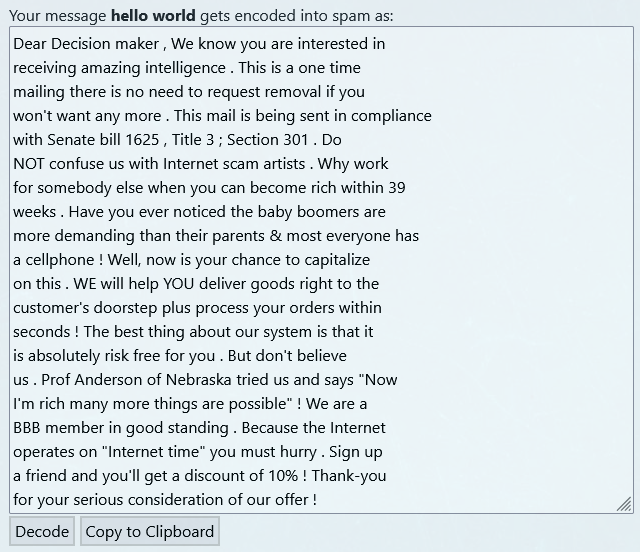 Your message hello world gets encoded into spam as:
Dear Decision maker , We know you are interested in
receiving amazing intelligence . This is a one time
mailing there is no need to request removal if you
won't want any more . This mail is being sent in compliance
with Senate bill 1625 , Title 3 ; Section 301 . Do
NOT confuse us with Internet scam artists . Why work
for somebody else when you can become rich within 39
weeks . Have you ever noticed the baby boomers are
more demanding than their parents & most everyone has
a cellphone ! Well, now is your chance to capitalize
on this . WE will help YOU deliver goods right to the
customer's doorstep plus process your orders within
seconds ! The best thing about our system is that it
is absolutely risk free for you . But don't believe
us . Prof Anderson of Nebraska tried us and says "Now
I'm rich many more things are possible" ! We are a
BBB member in good standing . Because the Internet
operates on "Internet time" you must hurry . Sign up
a friend and you'll get a discount of 10% ! Thank-you
for your serious consideration of our offer !
Decode Copy to Clipboard